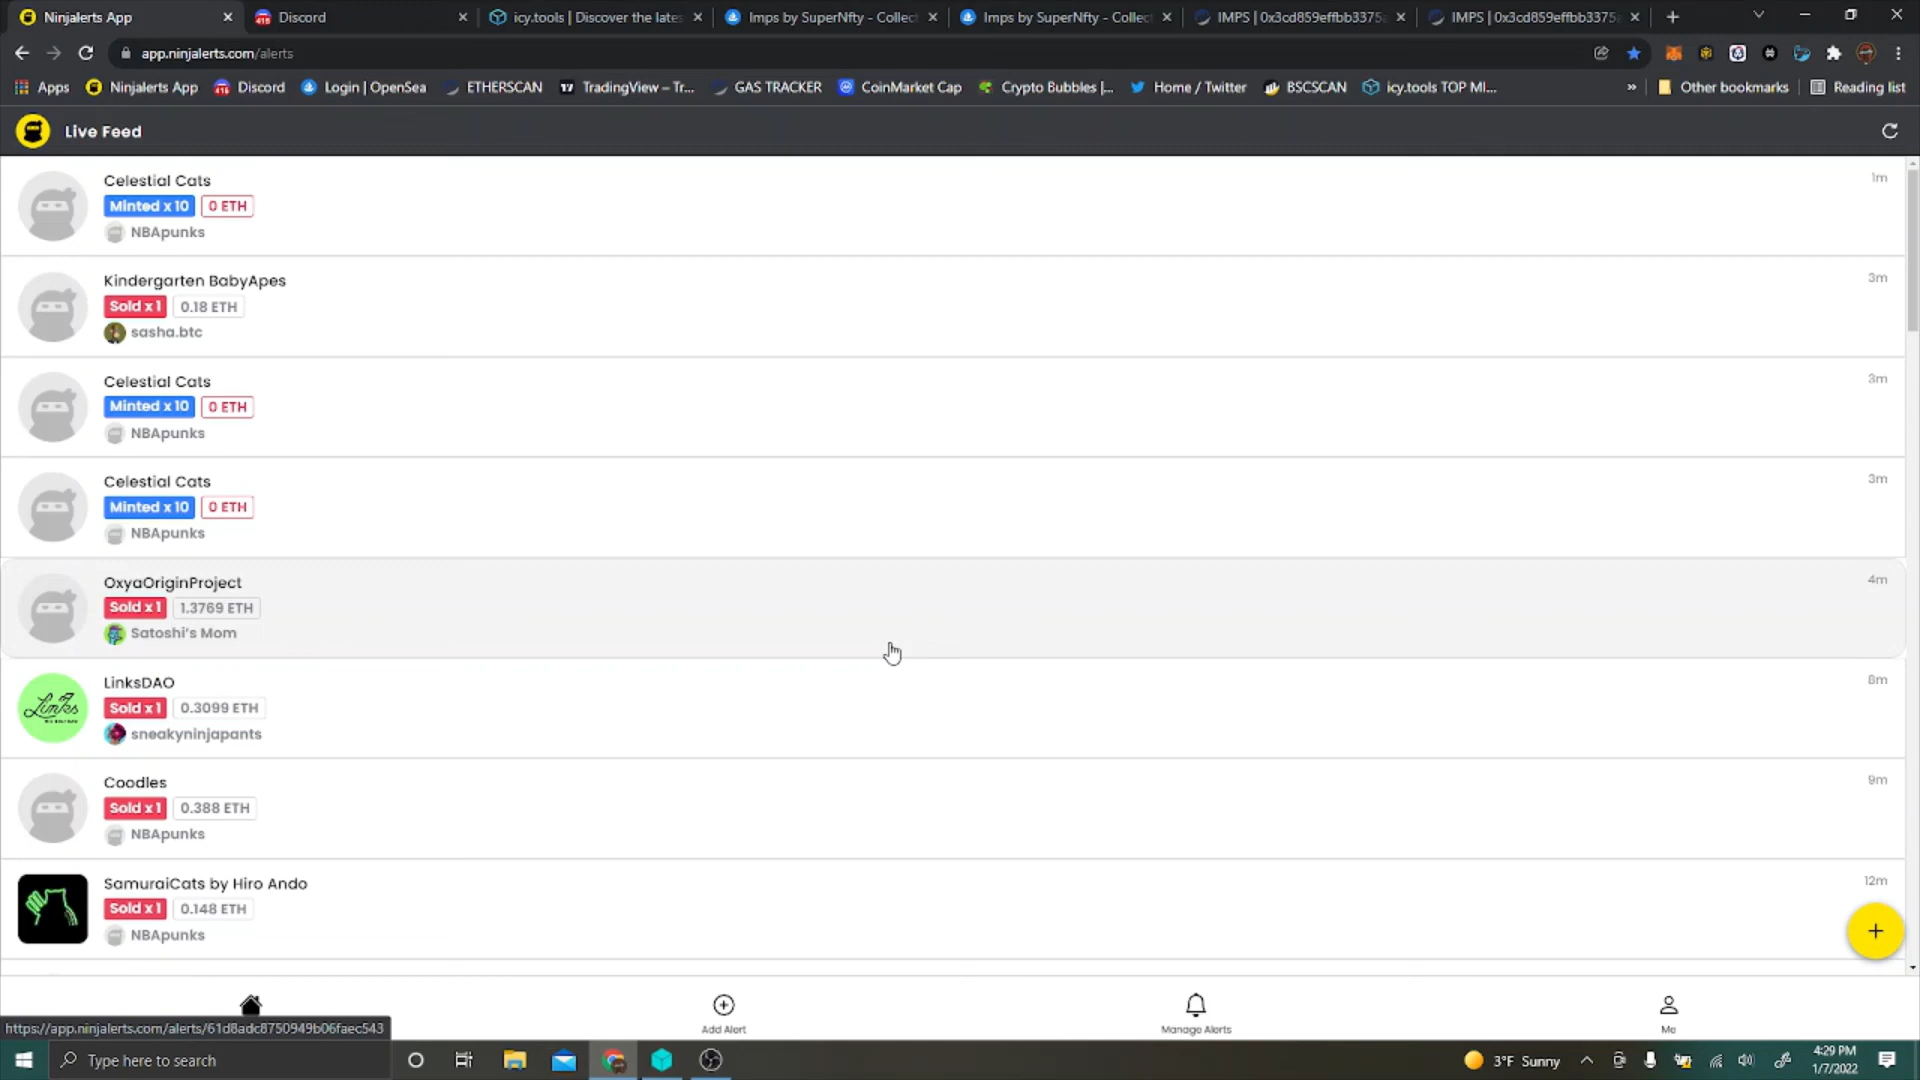 Ninjalerts App
Discord
icy.tools | Discover the lates
Imps by SuperNfty - Collect
Imps by SuperNfty - Collect
IMPS | 0x3cd859effbb3375
IMPS | 0x3cd859effbb3375
app.ninjalerts.com/alerts
Apps Ninjalerts App Discord Login | OpenSea ETHERSCAN TradingView – Tr... GAS TRACKER CoinMarket Cap Crypto Bubbles |... Home / Twitter BSCSCAN icy.tools TOP MI... » Other bookmarks Reading list
Live Feed
Celestial Cats 1m
Minted x 10 0 ETH
NBApunks
Kindergarten BabyApes 3m
Sold x 1 0.18 ETH
sasha.btc
Celestial Cats 3m
Minted x 10 0 ETH
NBApunks
Celestial Cats 3m
Minted x 10 0 ETH
NBApunks
OxyaOriginProject 4m
Sold x 1 1.3769 ETH
Satoshi's Mom
LinksDAO 8m
Links
Sold x 1 0.3099 ETH
sneakyninjapants
Coodles 9m
Sold x 1 0.388 ETH
NBApunks
SamuraiCats by Hiro Ando 12m
Sold x 1 0.148 ETH
NBApunks
Add Alert
Manage Alerts
Me
https://app.ninjalerts.com/alerts/61d8adc8750949b06faec543
Type here to search
3°F Sunny
4:29 PM
1/7/2022